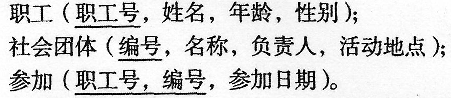 职工（职工号，姓名，年龄，性别）；
社会团体（编号，名称，负责人，活动地点）；
参加（职工号，编号，参加日期）。